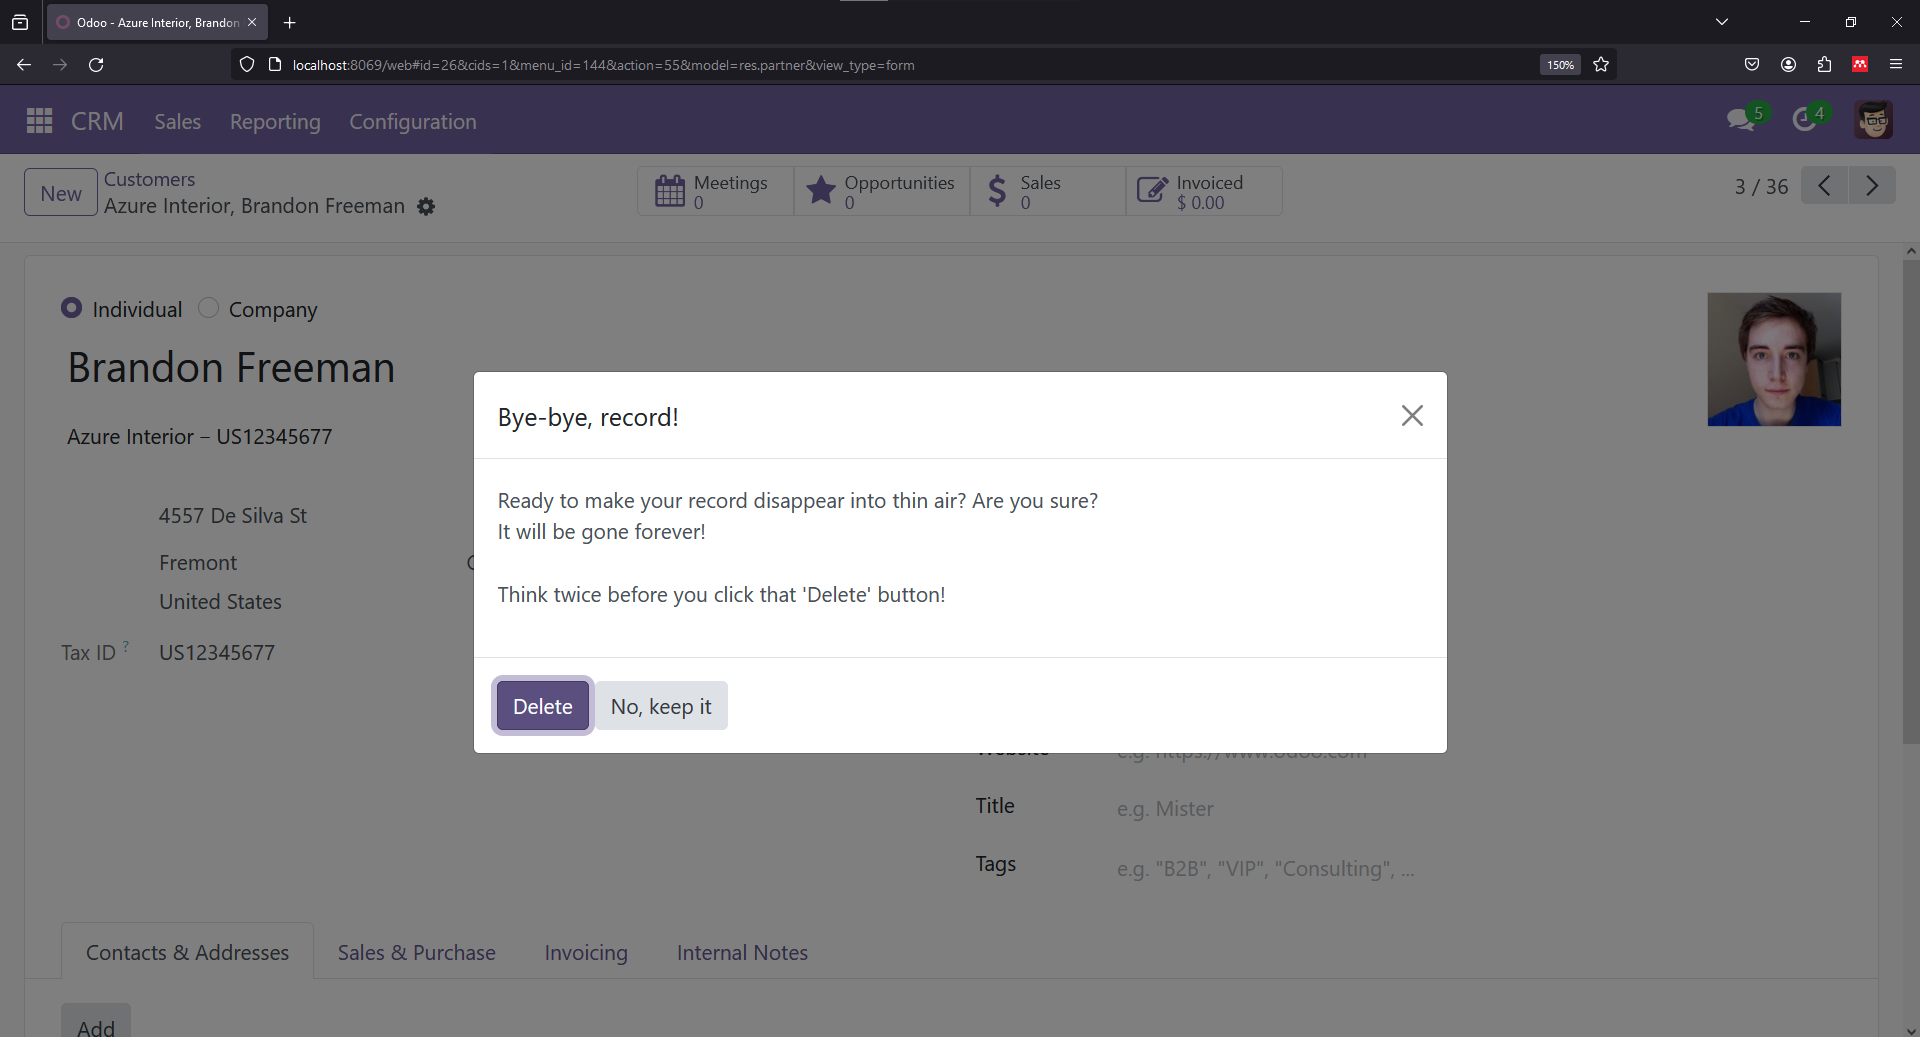 Odoo - Azure Interior, Brandon
localhost:8069/web#id=26&cids=1&menu_id=144&action=55&model=res.partner&view_type=form
150%
CRM
Sales
Reporting
Configuration
5
4
New
Customers
Azure Interior, Brandon Freeman
Meetings
0
Opportunities
0
Sales
0
Invoiced
$ 0.00
3 / 36
Individual
Company
Brandon Freeman
Azure Interior – US12345677
4557 De Silva St
Fremont
United States
Tax ID ?
US12345677
Bye-bye, record!
Ready to make your record disappear into thin air? Are you sure?
It will be gone forever!
Think twice before you click that 'Delete' button!
Delete
No, keep it
Website
e.g. https://www.odoo.com
Title
e.g. Mister
Tags
e.g. "B2B", "VIP", "Consulting", ...
Contacts & Addresses
Sales & Purchase
Invoicing
Internal Notes
Add